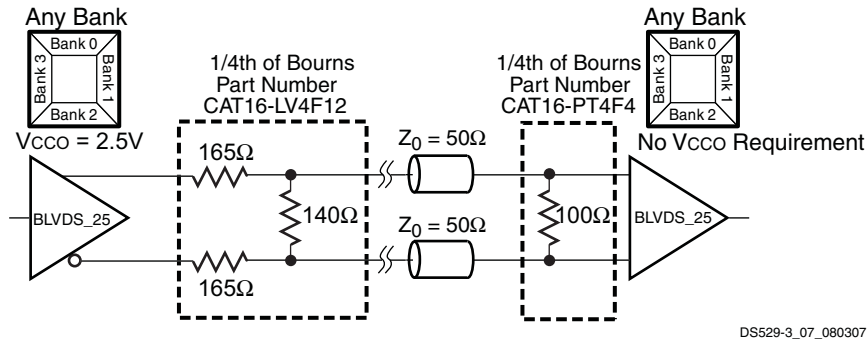 Any Bank
Bank 0
Bank 3
Bank 1
Bank 2
VCCO = 2.5V
1/4th of Bourns
Part Number
CAT16-LV4F12
1/4th of Bourns
Part Number
CAT16-PT4F4
Any Bank
Bank 0
Bank 3
Bank 1
Bank 2
No VCCO Requirement
BLVDS_25
165Ω
140Ω
165Ω
Z0 = 50Ω
Z0 = 50Ω
100Ω
BLVDS_25
DS529-3_07_080307